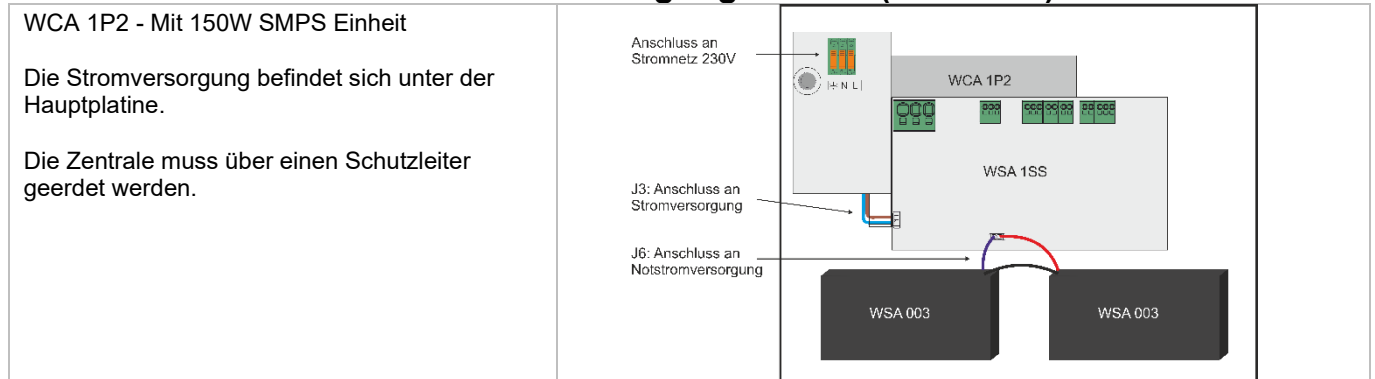 WCA 1P2 - Mit 150W SMPS Einheit
Die Stromversorgung befindet sich unter der
Hauptplatine.
Die Zentrale muss über einen Schutzleiter
geerdet werden.
Anschluss an
Stromnetz 230V
N L
WCA 1P2
WSA 1SS
J3: Anschluss an
Stromversorgung
J6: Anschluss an
Notstromversorgung
WSA 003
WSA 003